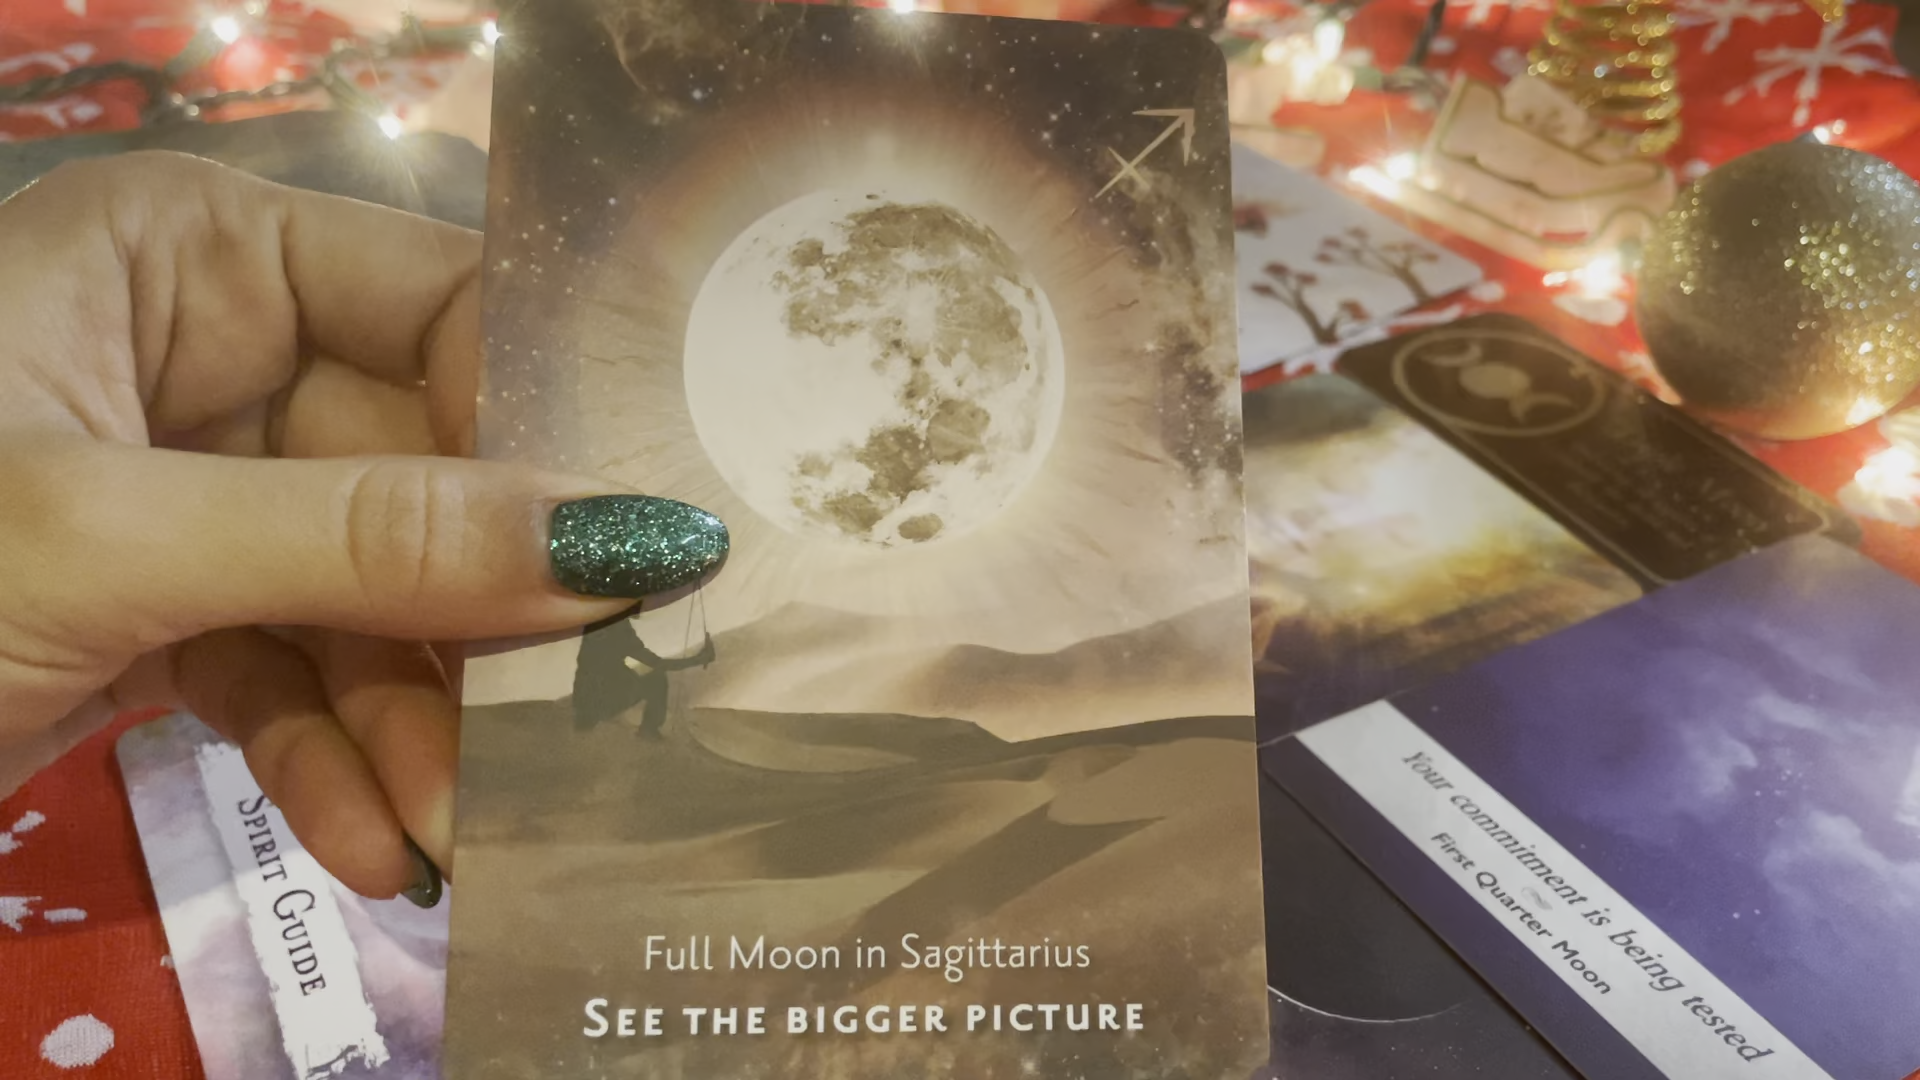 Full Moon in Sagittarius
SEE THE BIGGER PICTURE
SPIRIT GUIDE
Your commitment is being tested
First Quarter Moon